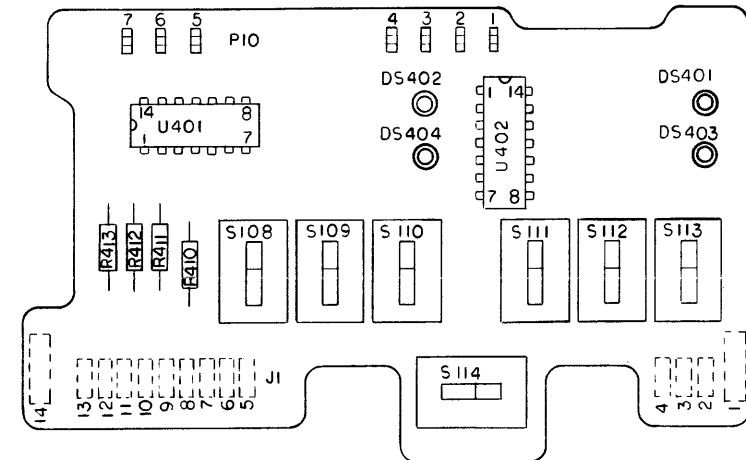 7 6 5 P10 4 3 2 1
DS402 DS401
14 8
U401
1 7
1 14
U402
7 8
DS404 DS403
R413 R412 R411 R410
S108 S109 S110 S111 S112 S113
S114
14 13 12 11 10 9 8 7 6 5 J1 4 3 2 1